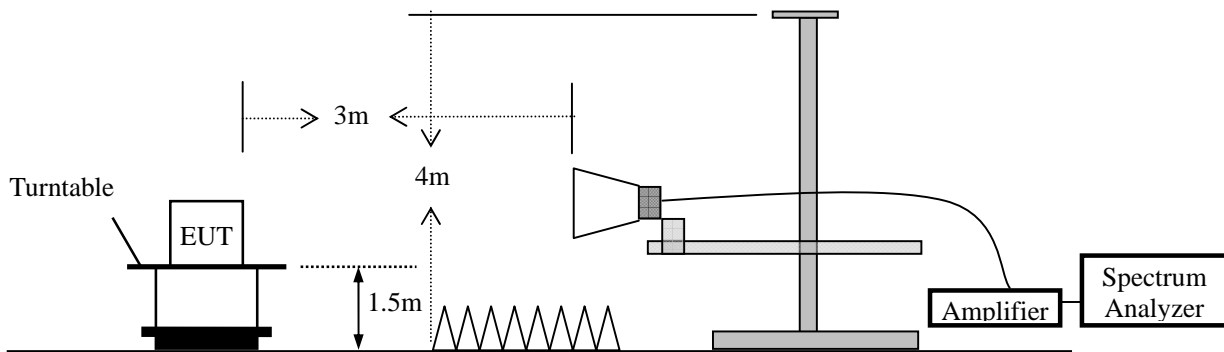 3m
4m
Turntable
EUT
1.5m
Amplifier
Spectrum
Analyzer